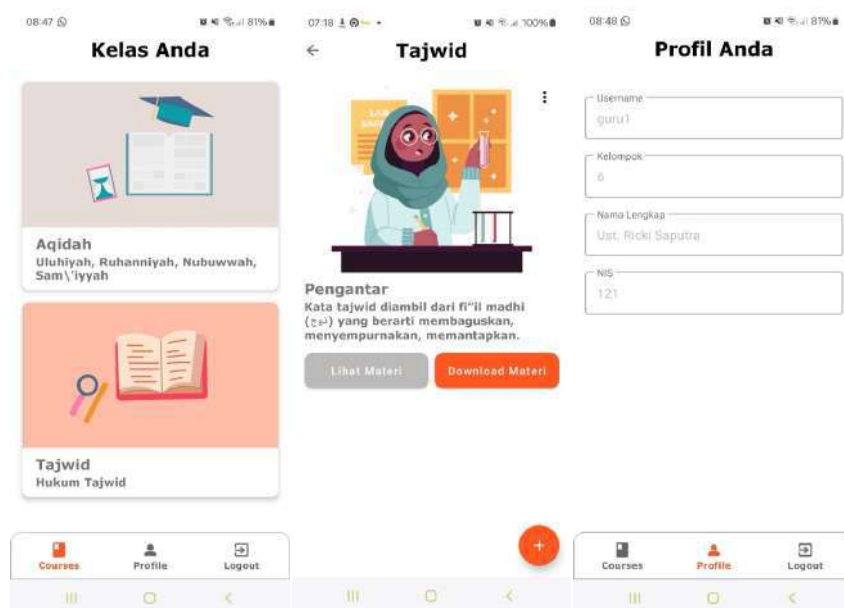 08:47
81%
Kelas Anda
Aqidah
Uluhiyah, Ruhanniyah, Nubuwwah,
Sam\'iyyah
Tajwid
Hukum Tajwid
Courses
Profile
Logout
07:18
100%
Tajwid
LAB
Pengantar
Kata tajwid diambil dari fi"il madhi
() yang berarti membaguskan,
menyempurnakan, memantapkan.
Lihat Materi
Download Materi
+
08:48
81%
Profil Anda
Username
guru1
Kelompok
6
Nama Lengkap
Ust. Ricki Saputra
NIS
121
Courses
Profile
Logout